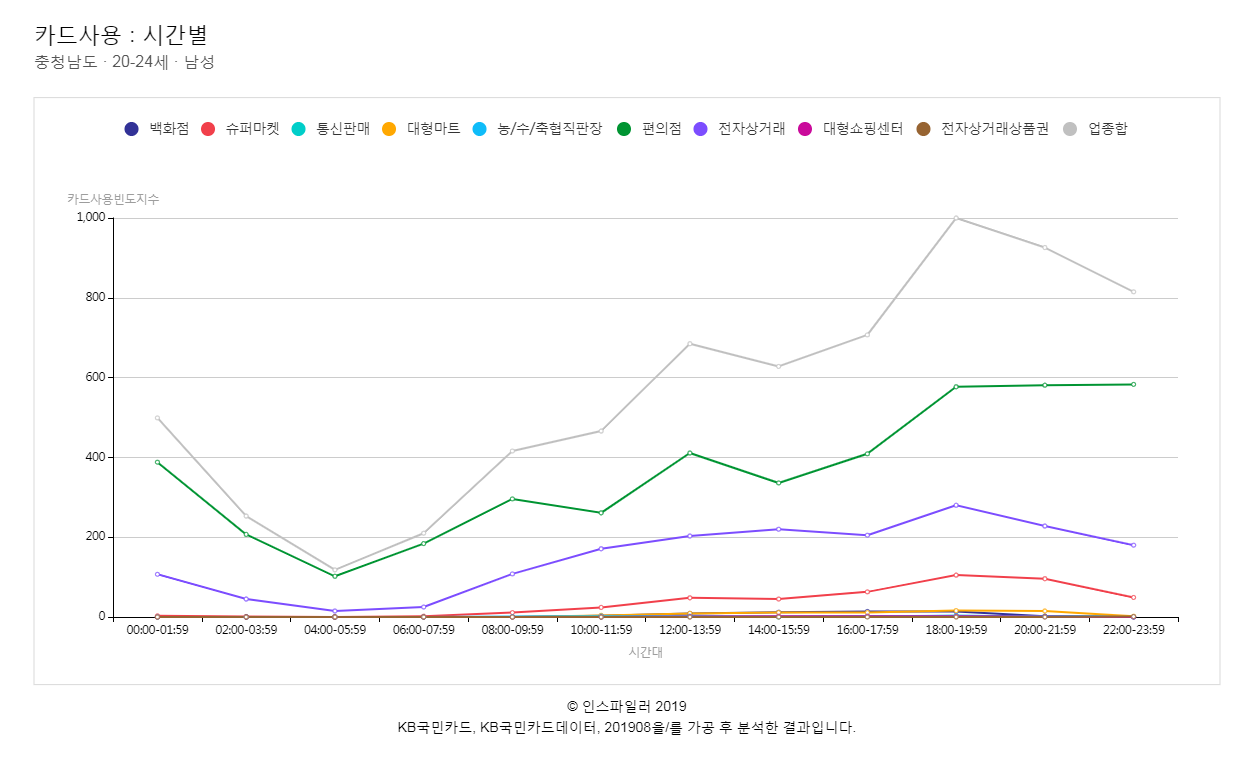 카드사용 : 시간별
충청남도 · 20-24세 · 남성
백화점 슈퍼마켓 통신판매 대형마트 농/수/축협직판장 편의점 전자상거래 대형쇼핑센터 전자상거래상품권 업종합
카드사용빈도지수
1,000
800
600
400
200
0
00:00-01:59 02:00-03:59 04:00-05:59 06:00-07:59 08:00-09:59 10:00-11:59 12:00-13:59 14:00-15:59 16:00-17:59 18:00-19:59 20:00-21:59 22:00-23:59
시간대
© 인스파일러 2019
KB국민카드, KB국민카드데이터, 201908을/를 가공 후 분석한 결과입니다.